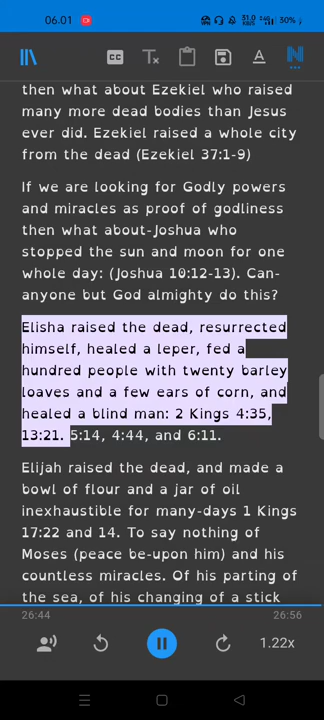 06.01
31.0
KB/S
30%
CC
T
A
N
then what about Ezekiel who raised
many more dead bodies than Jesus
ever did. Ezekiel raised a whole city
from the dead (Ezekiel 37:1-9)
If we are looking for Godly powers
and miracles as proof of godliness
then what about-Joshua who
stopped the sun and moon for one
whole day: (Joshua 10:12-13). Can-
anyone but God almighty do this?
Elisha raised the dead, resurrected
himself, healed a leper, fed a
hundred people with twenty barley
loaves and a few ears of corn, and
healed a blind man: 2 Kings 4:35,
13:21. 5:14, 4:44, and 6:11.
Elijah raised the dead, and made a
bowl of flour and a jar of oil
inexhaustible for many-days 1 Kings
17:22 and 14. To say nothing of
Moses (peace be-upon him) and his
countless miracles. Of his parting of
the sea, of his changing of a stick
26:44
26:56
1.22x